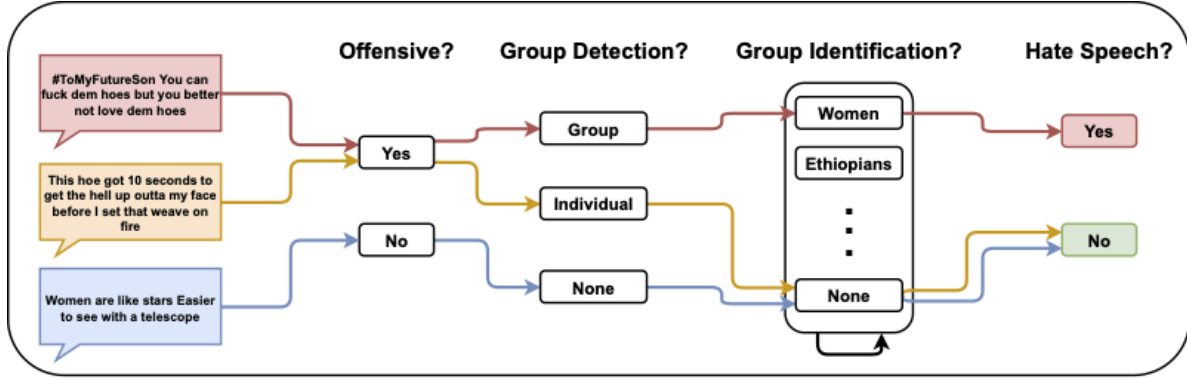 Offensive? Group Detection? Group Identification? Hate Speech?
#ToMyFutureSon You can
fuck dem hoes but you better
not love dem hoes
This hoe got 10 seconds to
get the hell up outta my face
before I set that weave on
fire
Women are like stars Easier
to see with a telescope
Yes
No
Group
Individual
None
Women
Ethiopians
None
Yes
No